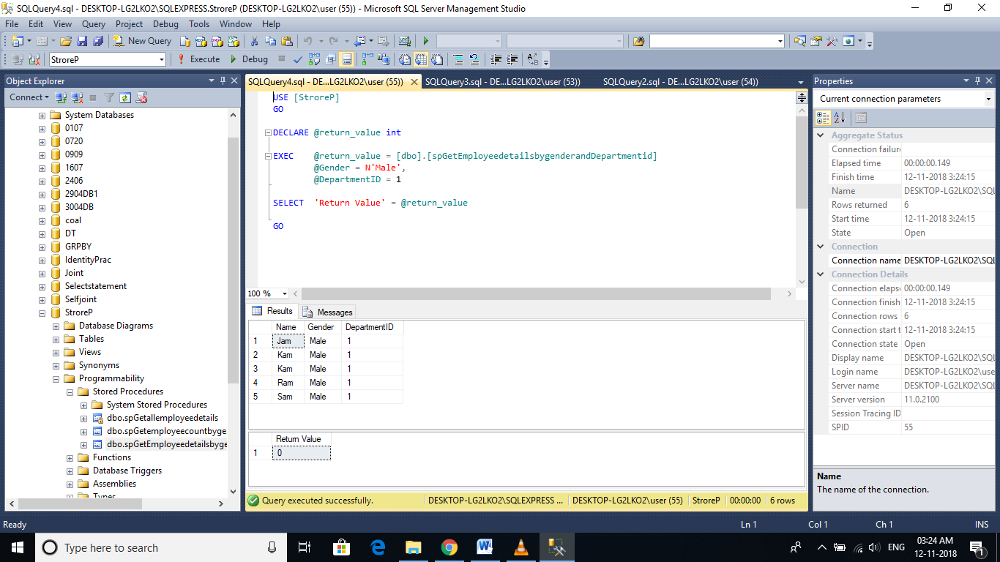 SQLQuery4.sql - DESKTOP-LG2LKO2\SQLEXPRESS.StroreP (DESKTOP-LG2LKO2\user (55)) - Microsoft SQL Server Management Studio
File Edit View Query Project Debug Tools Window Help
New Query
StroreP Execute Debug
Object Explorer
Connect
System Databases
0107
0720
0909
1607
2406
2904DB1
3004DB
coal
DT
GRPBY
IdentityPrac
Joint
Selectstatement
Selfjoint
StroreP
Database Diagrams
Tables
Views
Synonyms
Programmability
Stored Procedures
System Stored Procedures
dbo.spGetallemployeedetails
dbo.spGetemployeecountbyge
dbo.spGetEmployeedetailsbyge
Functions
Database Triggers
Assemblies
Types
SQLQuery4.sql - DE...LG2LKO2\user (55)) SQLQuery3.sql - DE...LG2LKO2\user (53)) SQLQuery2.sql - DE...LG2LKO2\user (54))
USE [StroreP]
GO
DECLARE @return_value int
EXEC @return_value = [dbo].[spGetEmployeedetailsbygenderandDepartmentid]
@Gender = N'Male',
@DepartmentID = 1
SELECT 'Return Value' = @return_value
GO
100 %
Results Messages
Name Gender DepartmentID
1 Jam Male 1
2 Kam Male 1
3 Kam Male 1
4 Ram Male 1
5 Sam Male 1
Return Value
1 0
Query executed successfully. DESKTOP-LG2LKO2\SQLEXPRESS ... DESKTOP-LG2LKO2\user (55) StroreP 00:00:00 6 rows
Properties
Current connection parameters
Aggregate Status
Connection failure
Elapsed time 00:00:00.149
Finish time 12-11-2018 3:24:15
Name DESKTOP-LG2LKO2\SQL
Rows returned 6
Start time 12-11-2018 3:24:15
State Open
Connection
Connection name DESKTOP-LG2LKO2\SQL
Connection Details
Connection elapse 00:00:00.149
Connection finish 12-11-2018 3:24:15
Connection rows 6
Connection start t 12-11-2018 3:24:15
Connection state Open
Display name DESKTOP-LG2LKO2\SQL
Login name DESKTOP-LG2LKO2\use
Server name DESKTOP-LG2LKO2\SQL
Server version 11.0.2100
Session Tracing ID
SPID 55
Name
The name of the connection.
Ready Ln 1 Col 1 Ch 1 INS
Type here to search
ENG
03:24 AM
12-11-2018
1